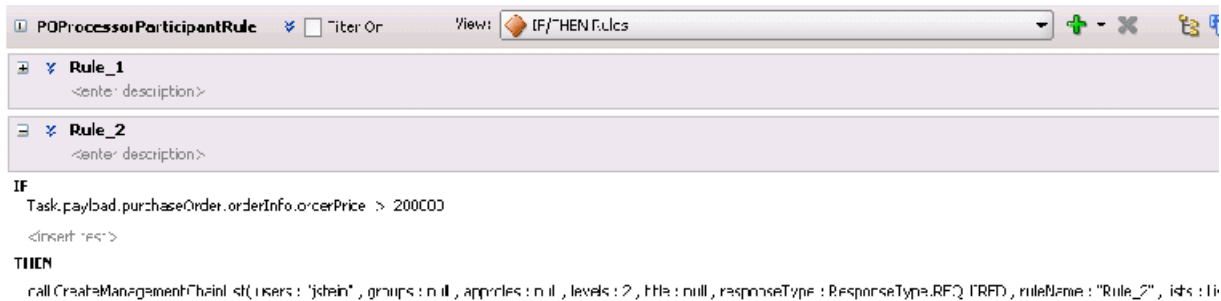 POProcessorParticipantRule Filter On View: IF/THEN Rules
Rule_1
<enter description>
Rule_2
<enter description>
IF
Task.payload.purchaseOrder.orderInfo.orderPrice > 200000
<insert test>
THEN
call CreateManagementChainList( users : "jstein" , groups : null , approles : null , levels : 2 , title : null , responseType : ResponseType.REQUIRED , ruleName : "Rule_2" , lists : Lis